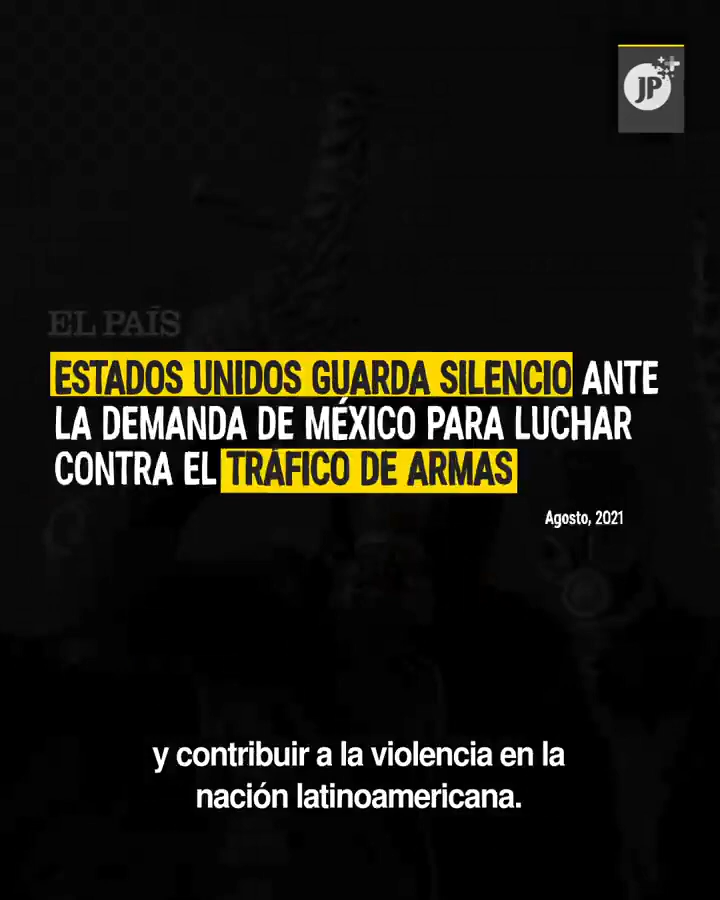 JP
EL PAÍS
ESTADOS UNIDOS GUARDA SILENCIO ANTE
LA DEMANDA DE MÉXICO PARA LUCHAR
CONTRA EL TRÁFICO DE ARMAS
Agosto, 2021
y contribuir a la violencia en la
nación latinoamericana.